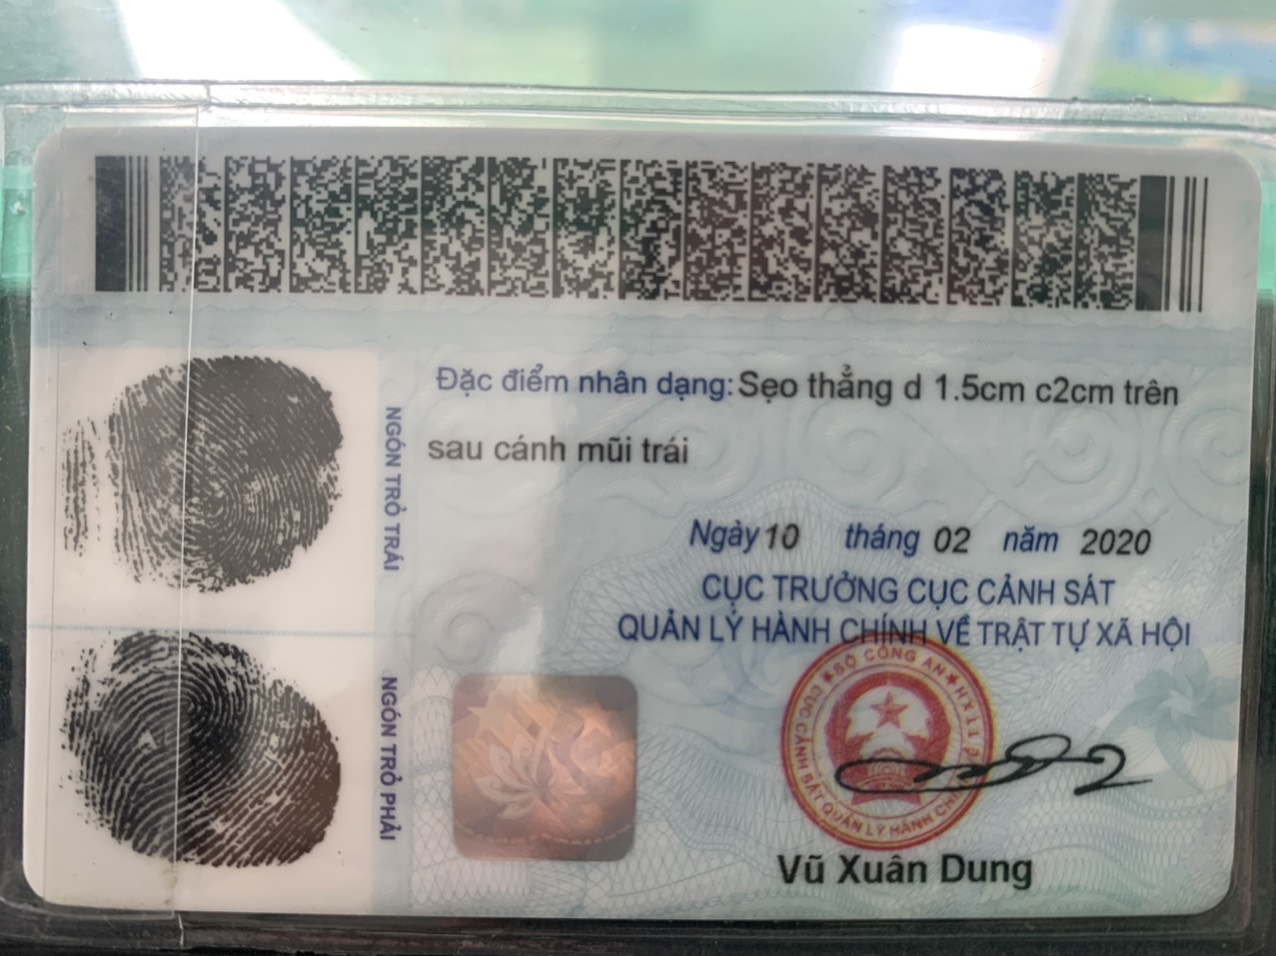 Đặc điểm nhân dạng: Sẹo thẳng d 1.5cm c2cm trên
sau cánh mũi trái
NGÓN TRỎ TRÁI
Ngày 10 tháng 02 năm 2020
CỤC TRƯỞNG CỤC CẢNH SÁT
QUẢN LÝ HÀNH CHÍNH VỀ TRẬT TỰ XÃ HỘI
NGÓN TRỎ PHẢI
BỘ CÔNG AN
CỤC CẢNH SÁT QUẢN LÝ HÀNH CHÍNH
Vũ Xuân Dung